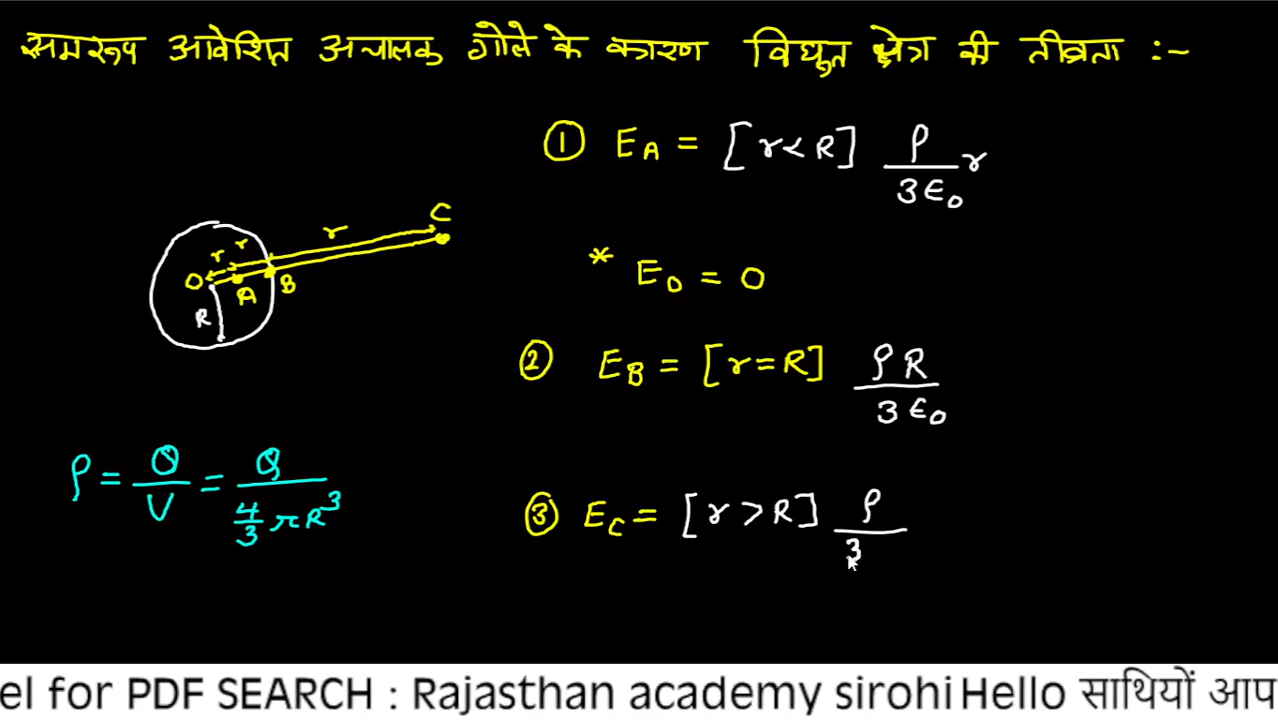 समरूप आवेशित अचालक गोले के कारण विद्युत क्षेत्र की तीव्रता :-
① E_A = [r<R] ρ/3ε₀ r
* E_O = 0
② E_B = [r=R] ρR/3ε₀
③ E_C = [r>R] ρ/3
C
r
r r
O A B
R
ρ = Q/V = Q/(4/3 πR³)
el for PDF SEARCH : Rajasthan academy sirohi Hello साथियों आप